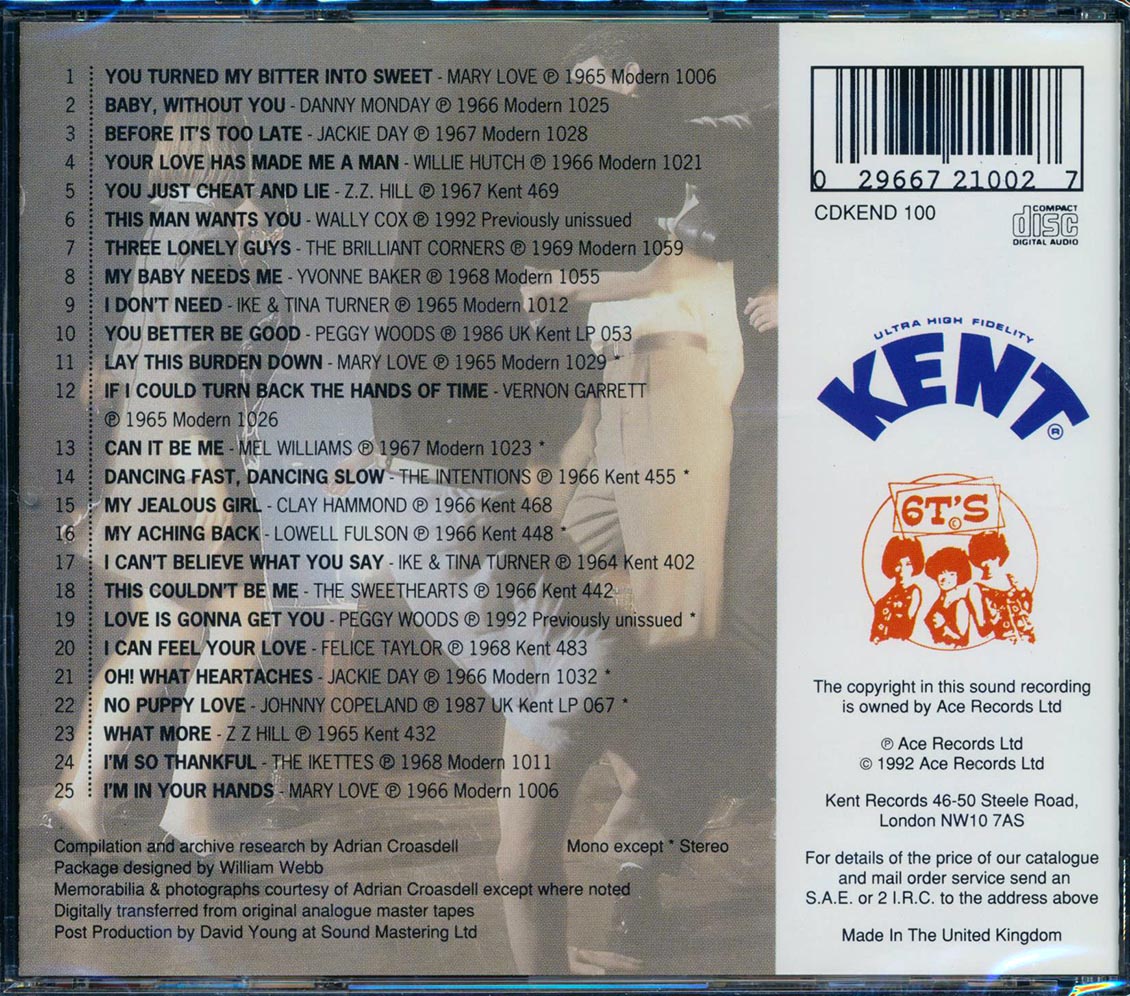 1 YOU TURNED MY BITTER INTO SWEET - MARY LOVE ℗ 1965 Modern 1006
2 BABY, WITHOUT YOU - DANNY MONDAY ℗ 1966 Modern 1025
3 BEFORE IT'S TOO LATE - JACKIE DAY ℗ 1967 Modern 1028
4 YOUR LOVE HAS MADE ME A MAN - WILLIE HUTCH ℗ 1966 Modern 1021
5 YOU JUST CHEAT AND LIE - Z.Z. HILL ℗ 1967 Kent 469
6 THIS MAN WANTS YOU - WALLY COX ℗ 1992 Previously unissued
7 THREE LONELY GUYS - THE BRILLIANT CORNERS ℗ 1969 Modern 1059
8 MY BABY NEEDS ME - YVONNE BAKER ℗ 1968 Modern 1055
9 I DON'T NEED - IKE & TINA TURNER ℗ 1965 Modern 1012
10 YOU BETTER BE GOOD - PEGGY WOODS ℗ 1986 UK Kent LP 053
11 LAY THIS BURDEN DOWN - MARY LOVE ℗ 1965 Modern 1029 *
12 IF I COULD TURN BACK THE HANDS OF TIME - VERNON GARRETT
℗ 1965 Modern 1026
13 CAN IT BE ME - MEL WILLIAMS ℗ 1967 Modern 1023 *
14 DANCING FAST, DANCING SLOW - THE INTENTIONS ℗ 1966 Kent 455 *
15 MY JEALOUS GIRL - CLAY HAMMOND ℗ 1966 Kent 468
16 MY ACHING BACK - LOWELL FULSON ℗ 1966 Kent 448 *
17 I CAN'T BELIEVE WHAT YOU SAY - IKE & TINA TURNER ℗ 1964 Kent 402
18 THIS COULDN'T BE ME - THE SWEETHEARTS ℗ 1966 Kent 442
19 LOVE IS GONNA GET YOU - PEGGY WOODS ℗ 1992 Previously unissued *
20 I CAN FEEL YOUR LOVE - FELICE TAYLOR ℗ 1968 Kent 483
21 OH! WHAT HEARTACHES - JACKIE DAY ℗ 1966 Modern 1032 *
22 NO PUPPY LOVE - JOHNNY COPELAND ℗ 1987 UK Kent LP 067 *
23 WHAT MORE - Z Z HILL ℗ 1965 Kent 432
24 I'M SO THANKFUL - THE IKETTES ℗ 1968 Modern 1011
25 I'M IN YOUR HANDS - MARY LOVE ℗ 1966 Modern 1006
Compilation and archive research by Adrian Croasdell
Mono except * Stereo
Package designed by William Webb
Memorabilia & photographs courtesy of Adrian Croasdell except where noted
Digitally transferred from original analogue master tapes
Post Production by David Young at Sound Mastering Ltd
0 29667 21002 7
CDKEND 100
COMPACT
disc
DIGITAL AUDIO
ULTRA HIGH FIDELITY
KENT ®
6T'S ©
The copyright in this sound recording
is owned by Ace Records Ltd
℗ Ace Records Ltd
© 1992 Ace Records Ltd
Kent Records 46-50 Steele Road,
London NW10 7AS
For details of the price of our catalogue
and mail order service send an
S.A.E. or 2 I.R.C. to the address above
Made In The United Kingdom